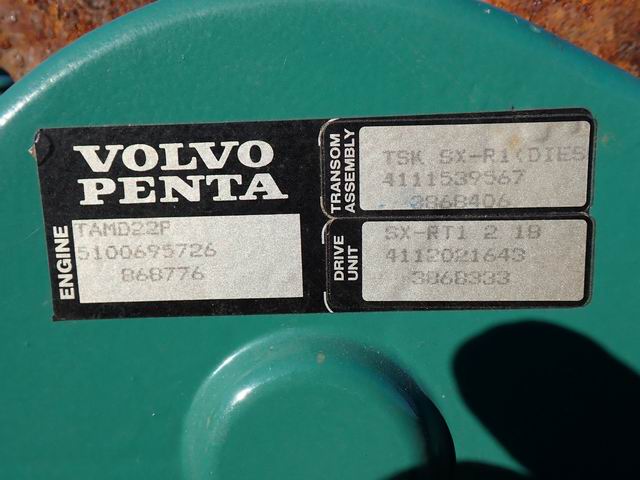 VOLVO
PENTA
ENGINE
TAMD22P
5100695726
868776
TRANSOM
ASSEMBLY
TSK SX-R1(DIES
4111539567
3868406
DRIVE
UNIT
SX-RT1 2 18
4112021643
3868333